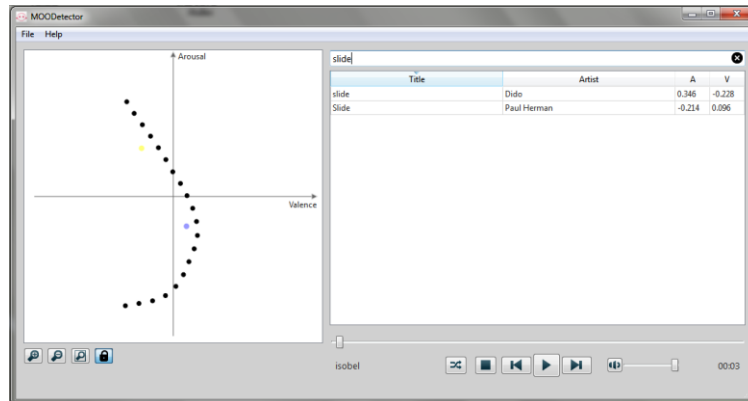 MOODetector
File Help
Arousal
Valence
slide
Title Artist A V
slide Dido 0.346 -0.228
Slide Paul Herman -0.214 0.096
isobel 00:03